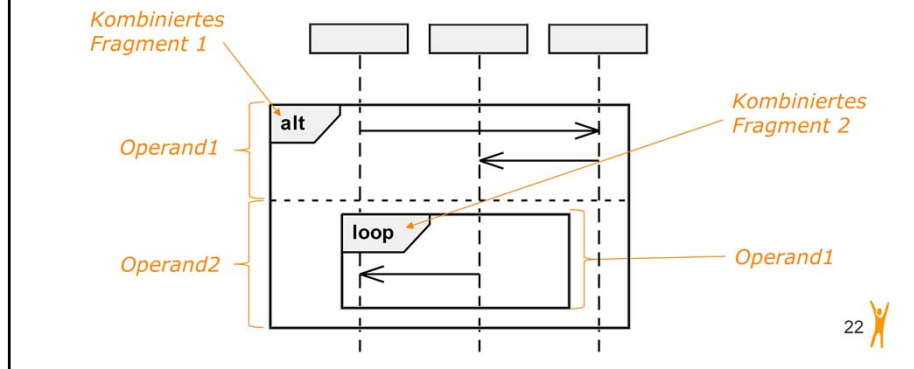 Kombiniertes
Fragment 1
alt
Kombiniertes
Fragment 2
Operand1
loop
Operand2
Operand1
22